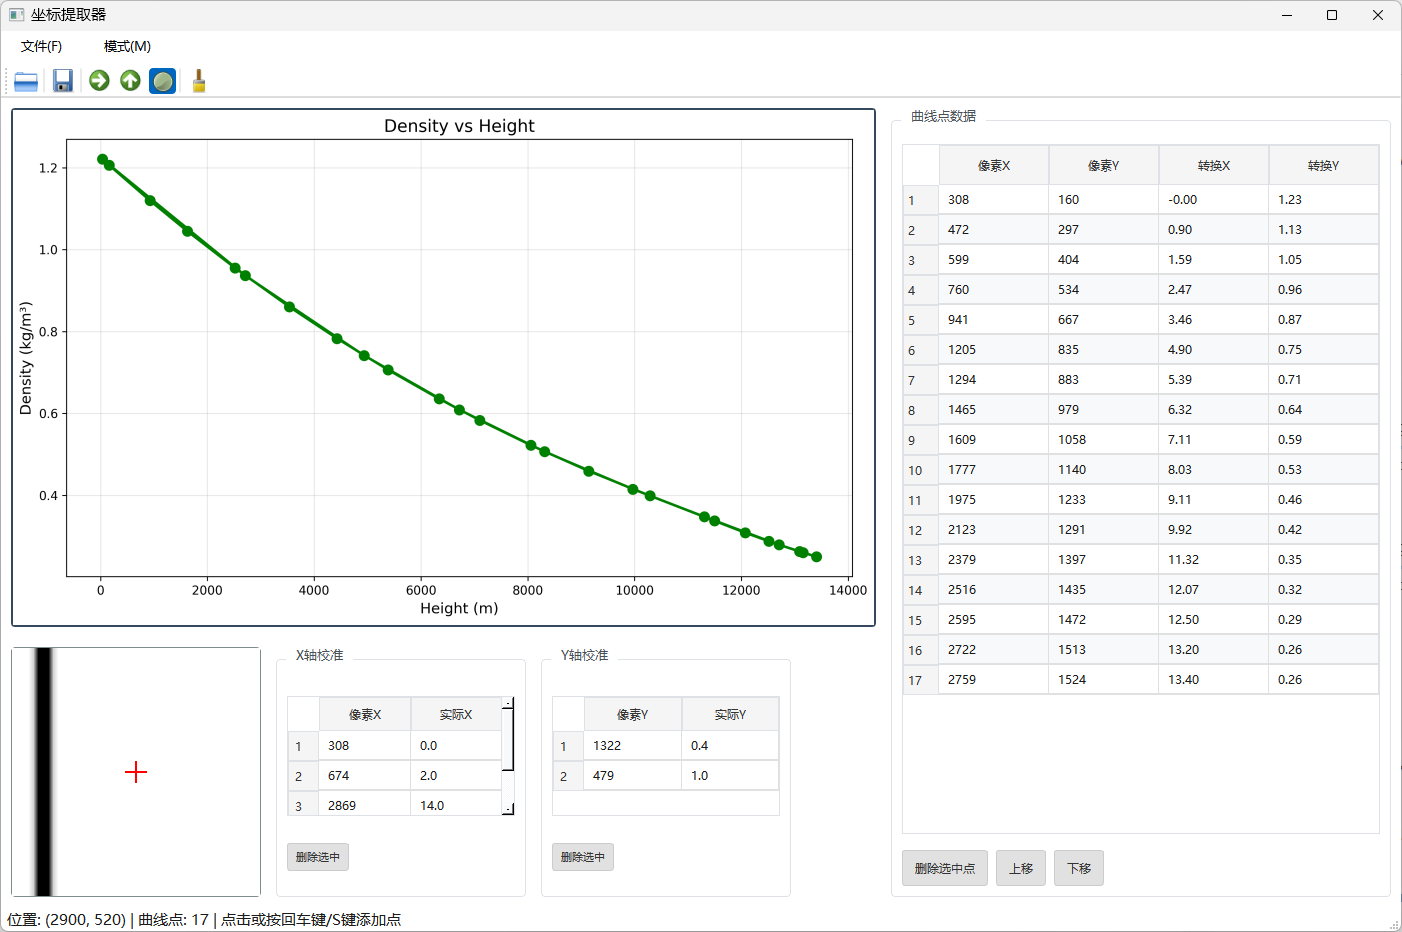 坐标提取器
文件(F) 模式(M)
Density vs Height
1.2
1.0
0.8
0.6
0.4
Density (kg/m³)
0 2000 4000 6000 8000 10000 12000 14000
Height (m)
曲线点数据
像素X 像素Y 转换X 转换Y
1 308 160 -0.00 1.23
2 472 297 0.90 1.13
3 599 404 1.59 1.05
4 760 534 2.47 0.96
5 941 667 3.46 0.87
6 1205 835 4.90 0.75
7 1294 883 5.39 0.71
8 1465 979 6.32 0.64
9 1609 1058 7.11 0.59
10 1777 1140 8.03 0.53
11 1975 1233 9.11 0.46
12 2123 1291 9.92 0.42
13 2379 1397 11.32 0.35
14 2516 1435 12.07 0.32
15 2595 1472 12.50 0.29
16 2722 1513 13.20 0.26
17 2759 1524 13.40 0.26
删除选中点 上移 下移
X轴校准
像素X 实际X
1 308 0.0
2 674 2.0
3 2869 14.0
删除选中
Y轴校准
像素Y 实际Y
1 1322 0.4
2 479 1.0
删除选中
位置: (2900, 520) | 曲线点: 17 | 点击或按回车键/S键添加点